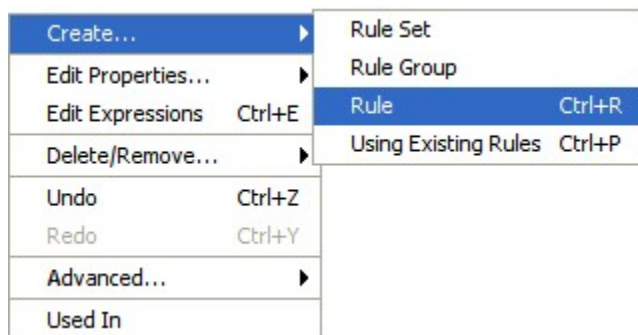 Create...
Edit Properties...
Edit Expressions Ctrl+E
Delete/Remove...
Undo Ctrl+Z
Redo Ctrl+Y
Advanced...
Used In
Rule Set
Rule Group
Rule Ctrl+R
Using Existing Rules Ctrl+P